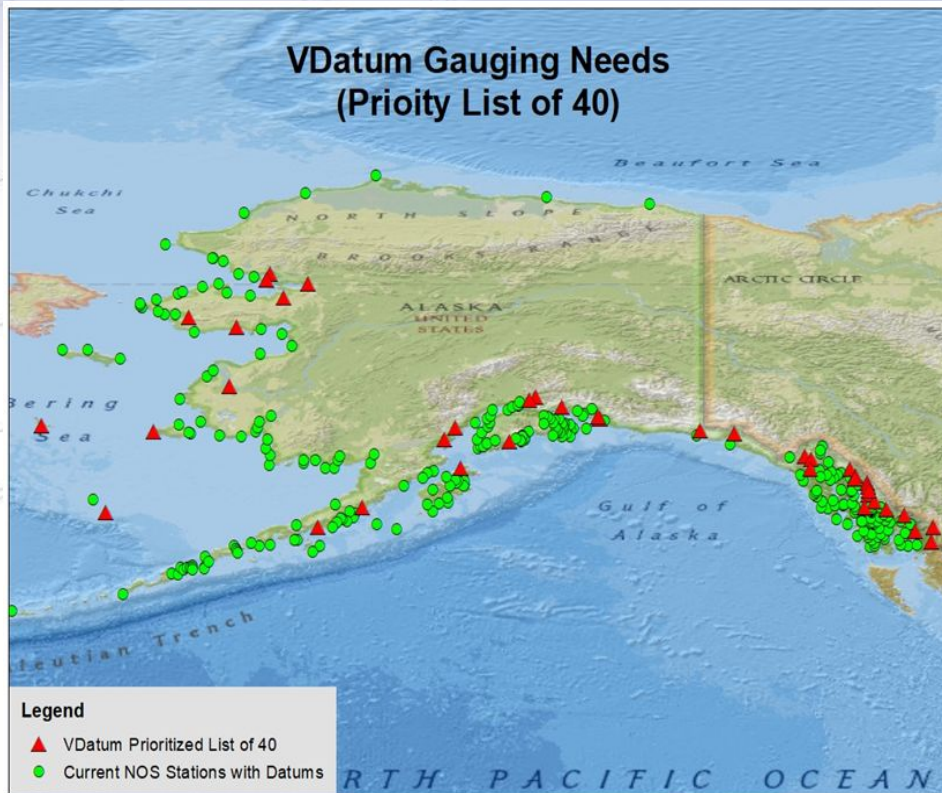 VDatum Gauging Needs
(Prioity List of 40)
Beaufort Sea
Chukchi
Sea
NORTH SLOPE
BROOKS RANGE
ARCTIC CIRCLE
ALASKA
UNITED
STATES
Bering
Sea
Gulf of
Alaska
Aleutian Trench
Legend
VDatum Prioritized List of 40
Current NOS Stations with Datums
RTH PACIFIC OCEAN